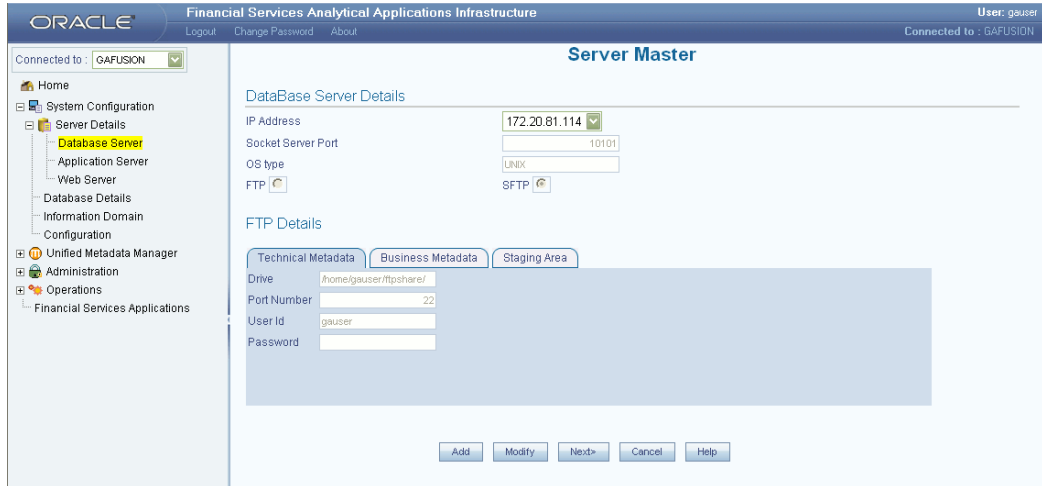 ORACLE
Financial Services Analytical Applications Infrastructure
User: gauser
Logout Change Password About
Connected to : GAFUSION
Connected to : GAFUSION
Home
System Configuration
Server Details
Database Server
Application Server
Web Server
Database Details
Information Domain
Configuration
Unified Metadata Manager
Administration
Operations
Financial Services Applications
Server Master
DataBase Server Details
IP Address 172.20.81.114
Socket Server Port 10101
OS type UNIX
FTP SFTP
FTP Details
Technical Metadata Business Metadata Staging Area
Drive /home/gauser/ftpshare/
Port Number 22
User Id gauser
Password
Add Modify Next> Cancel Help